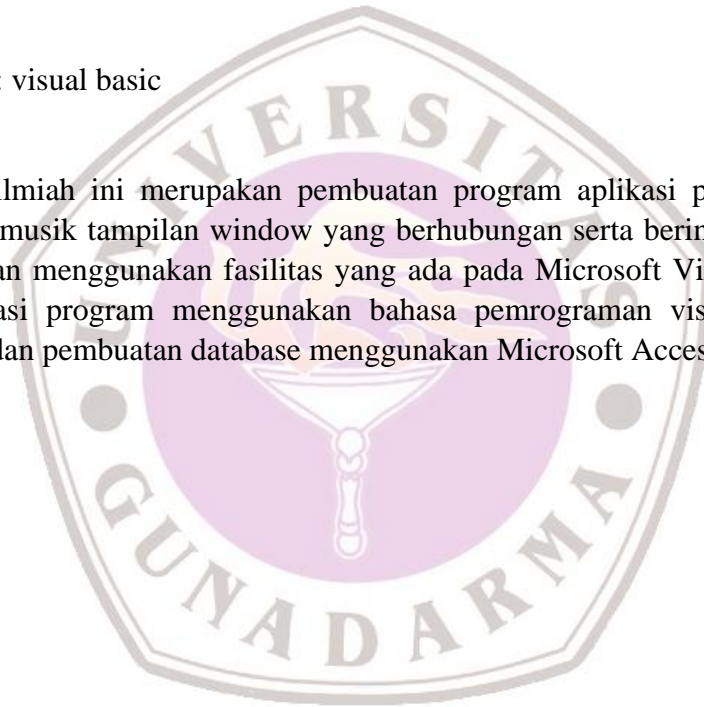 : visual basic
ilmiah ini merupakan pembuatan program aplikasi p
musik tampilan window yang berhubungan serta berin
an menggunakan fasilitas yang ada pada Microsoft Vi
asi program menggunakan bahasa pemrograman vis
dan pembuatan database menggunakan Microsoft Acces
UNIVERSITAS
GUNADARMA